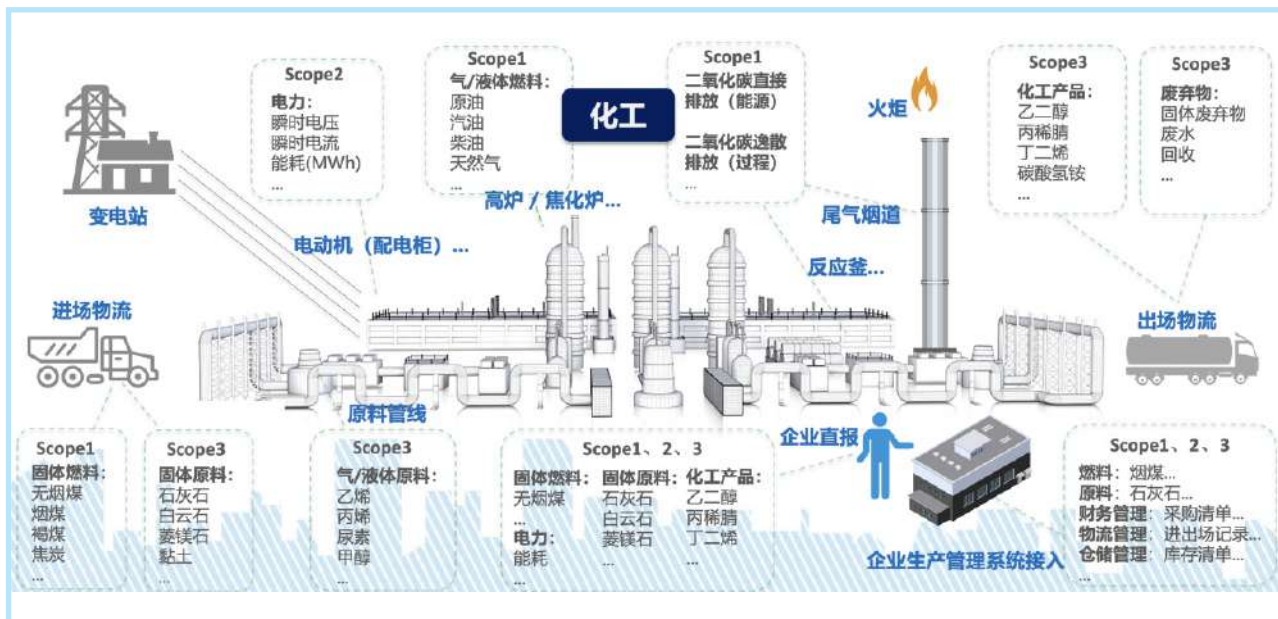 Scope2
电力：
瞬时电压
瞬时电流
能耗(MWh)
...
Scope1
气/液体燃料：
原油
汽油
柴油
天然气
...
化工
Scope1
二氧化碳直接
排放（能源）
二氧化碳逸散
排放（过程）
...
火炬
Scope3
化工产品：
乙二醇
丙稀腈
丁二烯
碳酸氢铵
...
Scope3
废弃物：
固体废弃物
废水
回收
...
变电站
电动机（配电柜）...
高炉 / 焦化炉...
尾气烟道
反应釜...
进场物流
出场物流
原料管线
企业直报
Scope1
固体燃料：
无烟煤
烟煤
褐煤
焦炭
...
Scope3
固体原料：
石灰石
白云石
菱镁石
黏土
...
Scope3
气/液体原料：
乙烯
丙烯
尿素
甲醇
...
Scope1、2、3
固体燃料： 固体原料： 化工产品：
无烟煤 石灰石 乙二醇
... 白云石 丙稀腈
电力： 菱镁石 丁二烯
能耗 ... ...
...
企业生产管理系统接入
Scope1、2、3
燃料：烟煤...
原料：石灰石...
财务管理：采购清单...
物流管理：进出场记录...
仓储管理：库存清单...
...